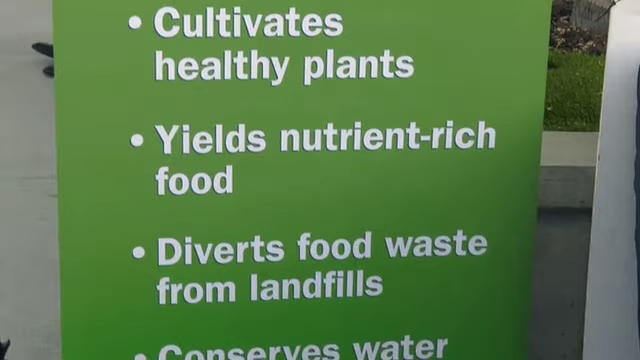 • Cultivates
healthy plants
• Yields nutrient-rich
food
• Diverts food waste
from landfills
• Conserves water